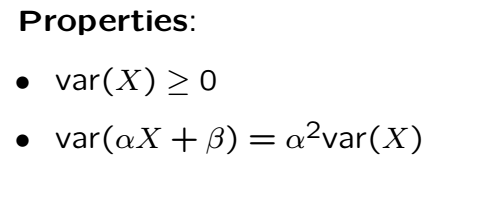 Properties:
• var(X) ≥ 0
• var(αX + β) = α²var(X)